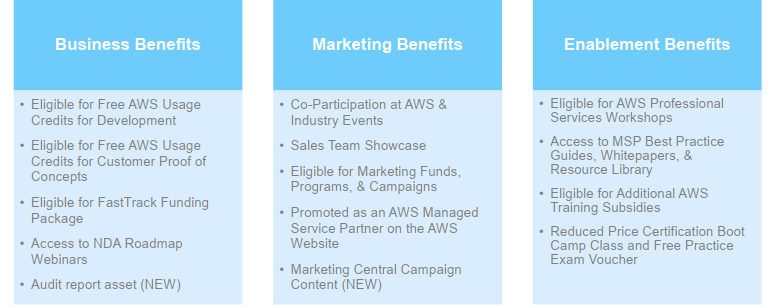 Business Benefits
• Eligible for Free AWS Usage
Credits for Development
• Eligible for Free AWS Usage
Credits for Customer Proof of
Concepts
• Eligible for FastTrack Funding
Package
• Access to NDA Roadmap
Webinars
• Audit report asset (NEW)
Marketing Benefits
• Co-Participation at AWS &
Industry Events
• Sales Team Showcase
• Eligible for Marketing Funds,
Programs, & Campaigns
• Promoted as an AWS Managed
Service Partner on the AWS
Website
• Marketing Central Campaign
Content (NEW)
Enablement Benefits
• Eligible for AWS Professional
Services Workshops
• Access to MSP Best Practice
Guides, Whitepapers, &
Resource Library
• Eligible for Additional AWS
Training Subsidies
• Reduced Price Certification Boot
Camp Class and Free Practice
Exam Voucher